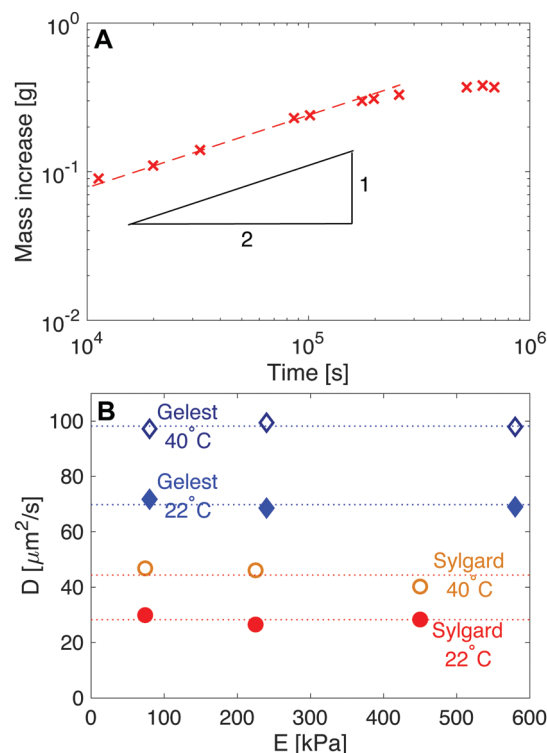 A
10^0
10^-1
10^-2
Mass increase [g]
1
2
10^4
10^5
10^6
Time [s]
B
100
80
60
40
20
0
D [μm^2/s]
Gelest
40°C
Gelest
22°C
Sylgard
40°C
Sylgard
22°C
0
100
200
300
400
500
600
E [kPa]